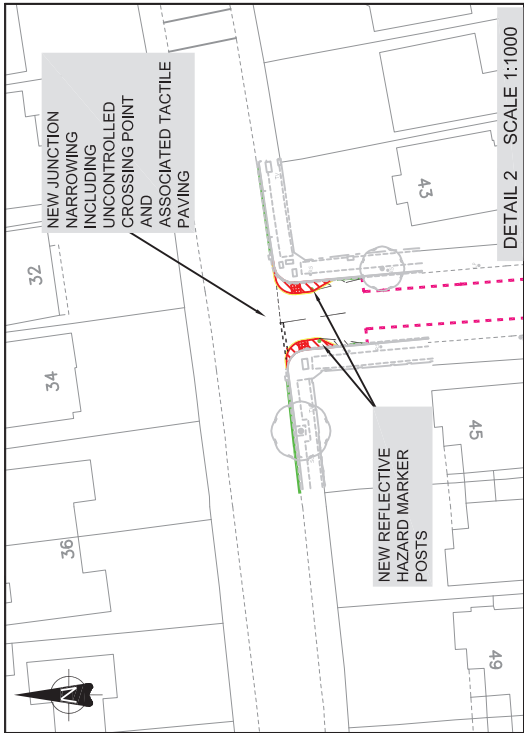 NEW JUNCTION
NARROWING
INCLUDING
UNCONTROLLED
CROSSING POINT
AND
ASSOCIATED TACTILE
PAVING
32
34
36
43
45
49
NEW REFLECTIVE
HAZARD MARKER
POSTS
N
DETAIL 2 SCALE 1:1000